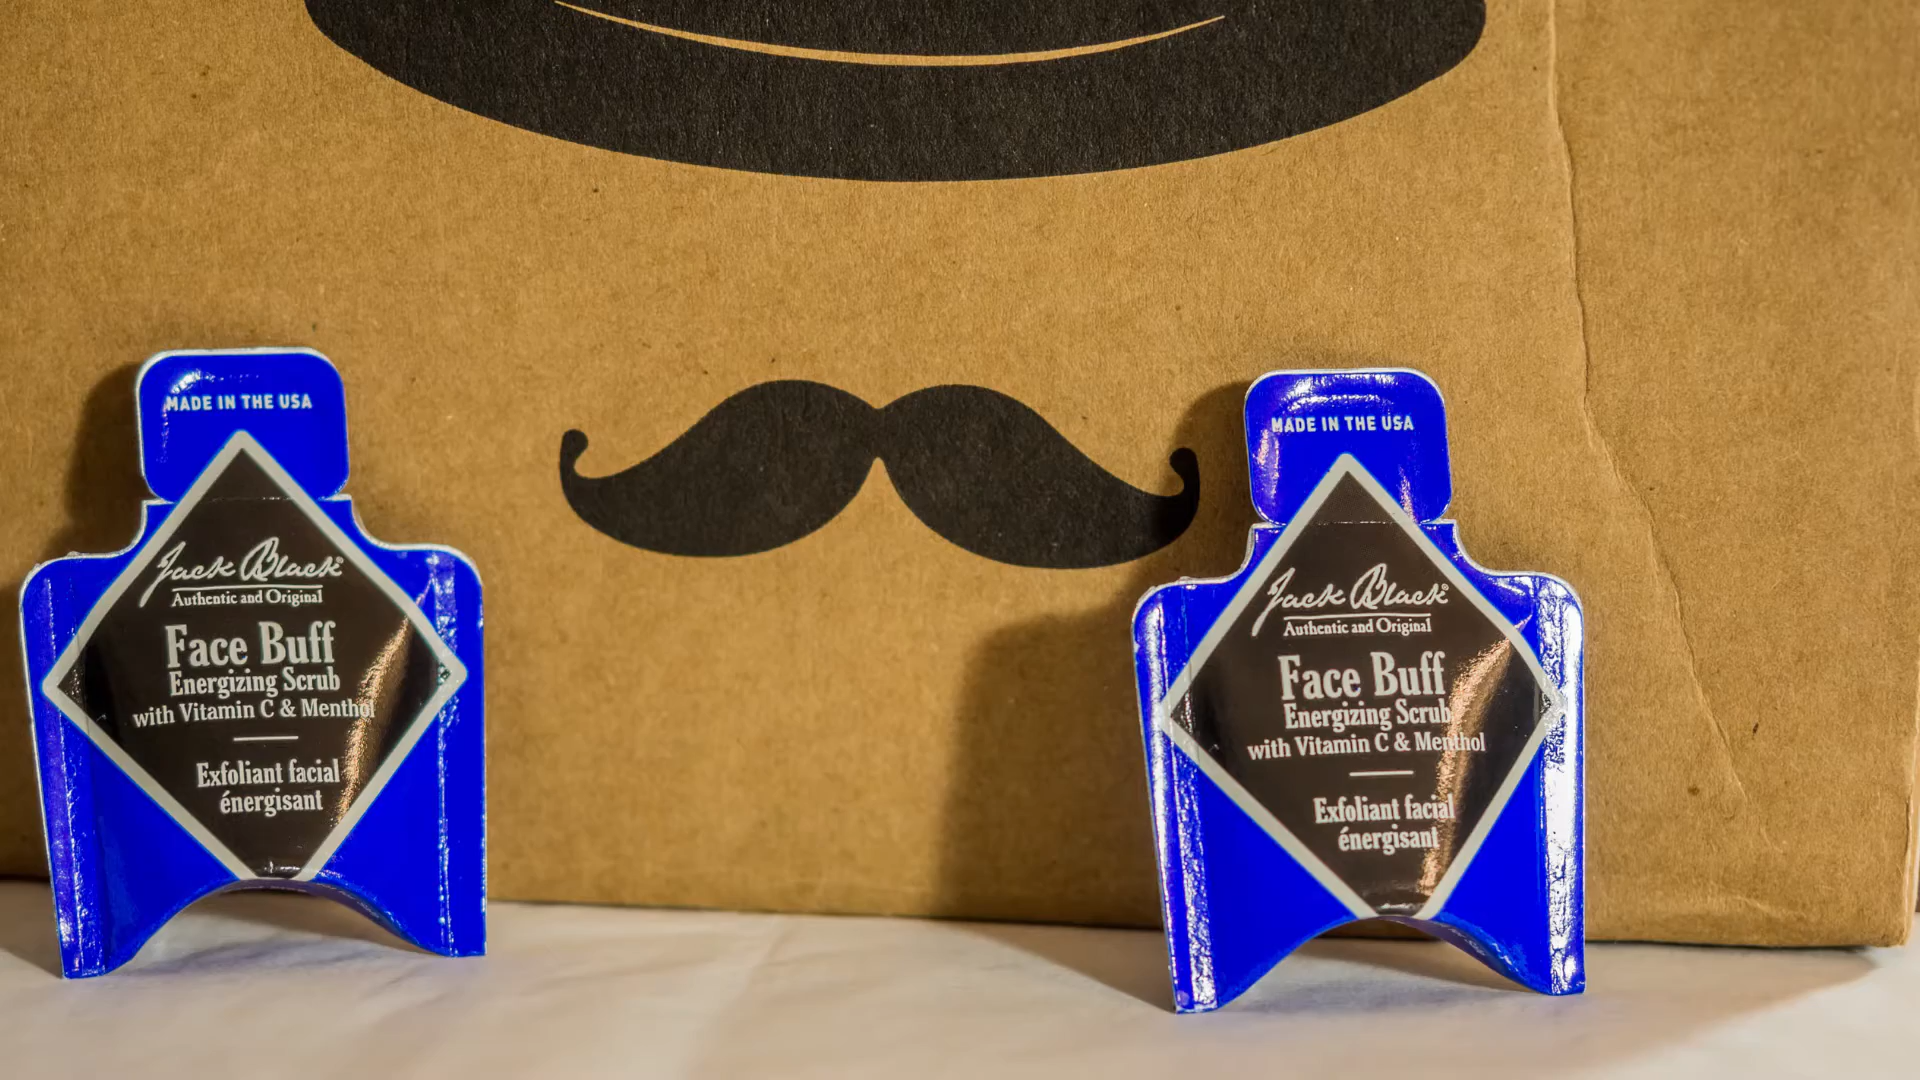 MADE IN THE USA
Jack Black®
Authentic and Original
Face Buff
Energizing Scrub
with Vitamin C & Menthol
Exfoliant facial
énergisant
MADE IN THE USA
Jack Black®
Authentic and Original
Face Buff
Energizing Scrub
with Vitamin C & Menthol
Exfoliant facial
énergisant